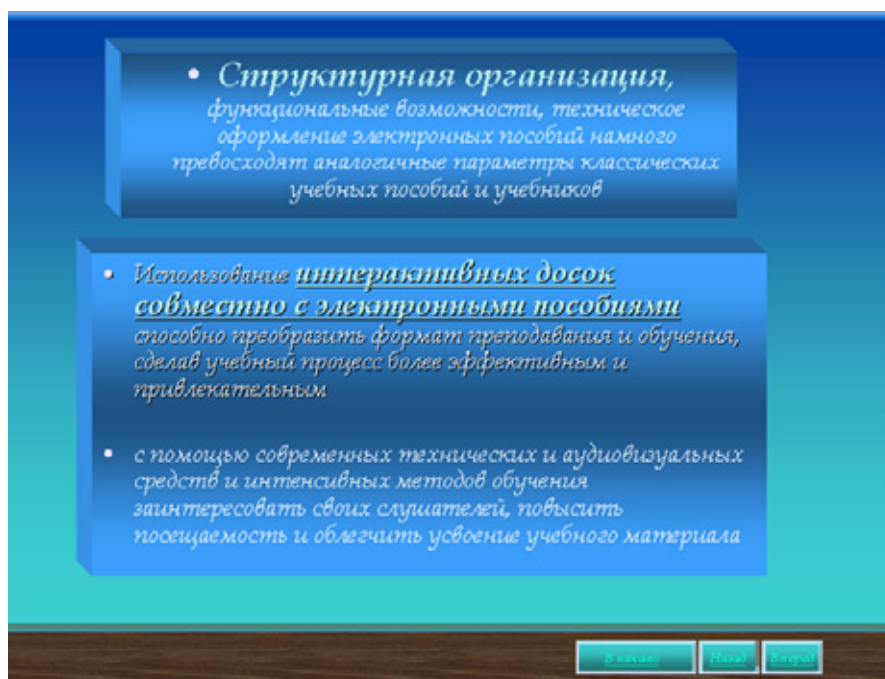 • Структурная организация,
функциональные возможности, техническое
оформление электронных пособий намного
превосходят аналогичные параметры классических
учебных пособий и учебников
• Использование интерактивных досок
совместно с электронными пособиями
способно преобразить формат преподавания и обучения,
сделав учебный процесс более эффективным и
привлекательным
• с помощью современных технических и аудиовизуальных
средств и интенсивных методов обучения
заинтересовать своих слушателей, повысить
посещаемость и облегчить усвоение учебного материала
В начало Назад Вперед